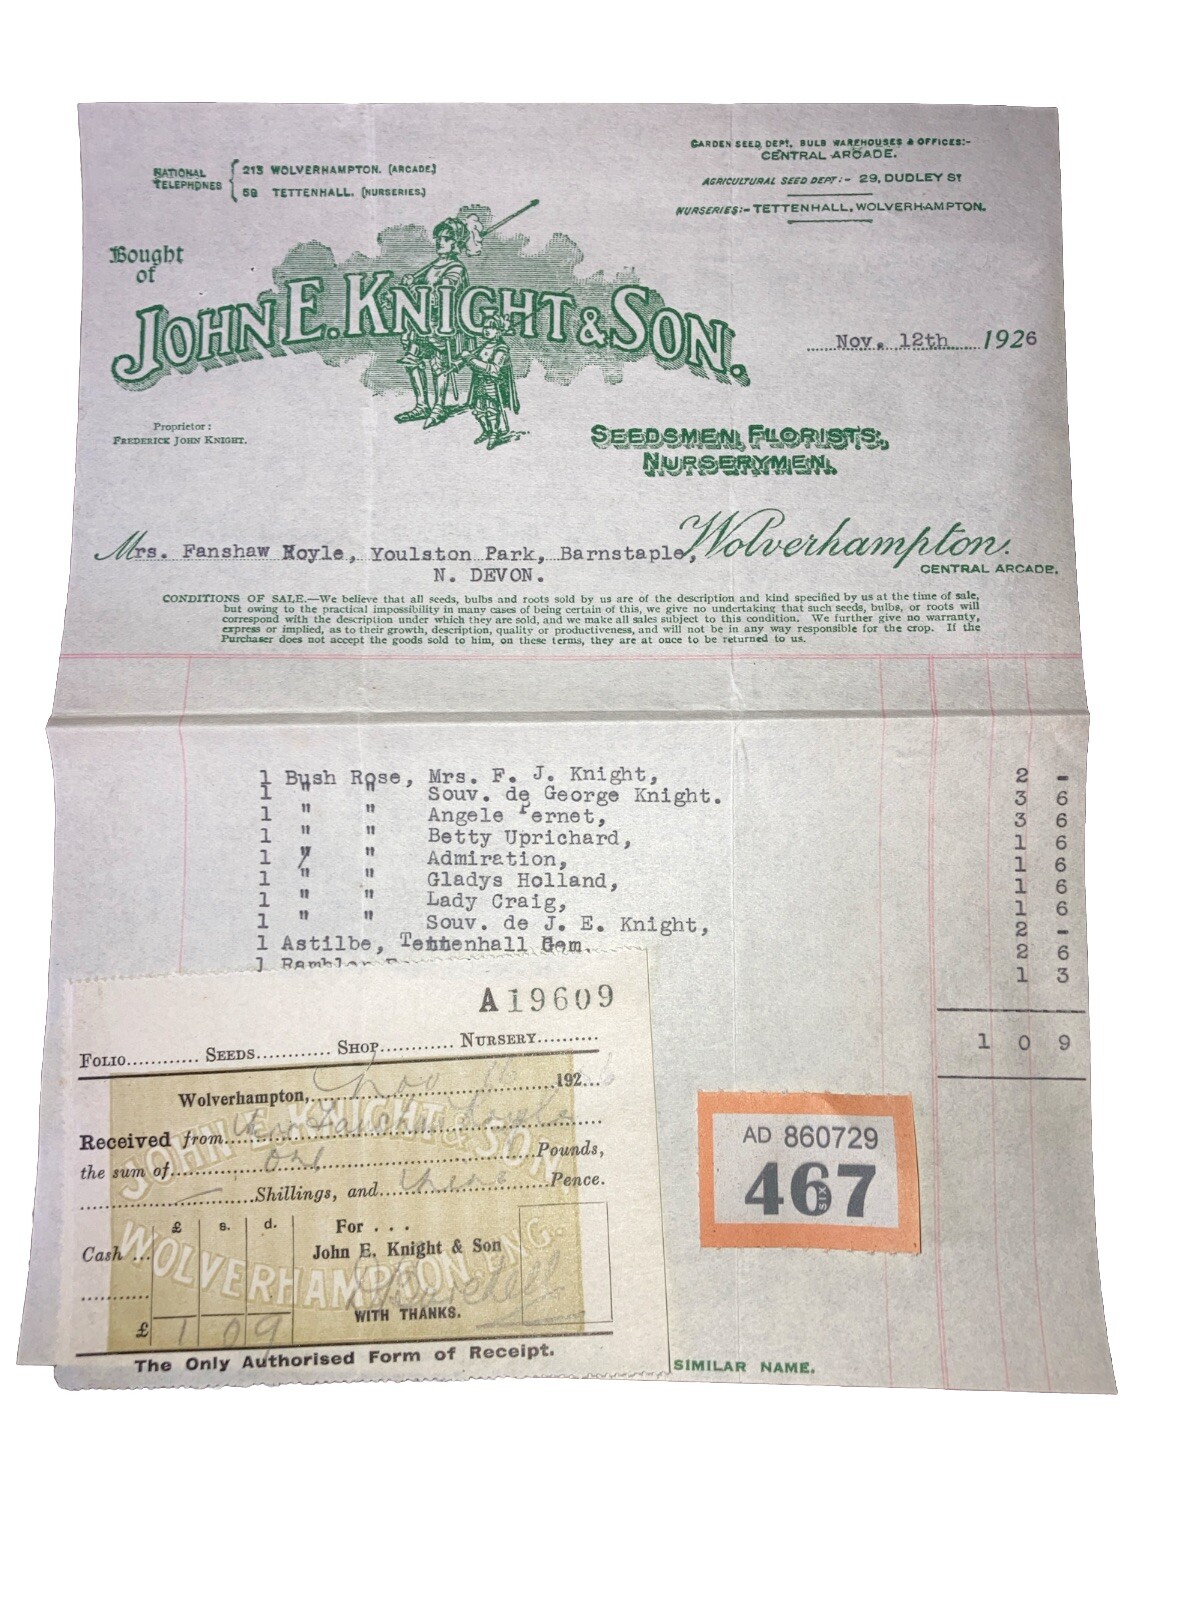 NATIONAL TELEPHONES { 213 WOLVERHAMPTON. (ARCADE)
59 TETTENHALL. (NURSERIES.)
GARDEN SEED DEPT, BULB WAREHOUSES & OFFICES:-
CENTRAL ARCADE.
AGRICULTURAL SEED DEPT:- 29, DUDLEY ST
NURSERIES:- TETTENHALL, WOLVERHAMPTON.
Bought
of
JOHN E. KNIGHT & SON.
Nov. 12th 1926
Proprietor:
FREDERICK JOHN KNIGHT.
SEEDSMEN, FLORISTS,
NURSERYMEN.
Mrs. Fanshaw Royle, Youlston Park, Barnstaple, Wolverhampton.
N. DEVON.
CENTRAL ARCADE.
CONDITIONS OF SALE.—We believe that all seeds, bulbs and roots sold by us are of the description and kind specified by us at the time of sale,
but owing to the practical impossibility in many cases of being certain of this, we give no undertaking that such seeds, bulbs, or roots will
correspond with the description under which they are sold, and we make all sales subject to this condition. We further give no warranty,
express or implied, as to their growth, description, quality or productiveness, and will not be in any way responsible for the crop. If the
Purchaser does not accept the goods sold to him, on these terms, they are at once to be returned to us.
1 Bush Rose, Mrs. F. J. Knight, 2 -
1 " " Souv. de George Knight. 3 6
1 " " Angele Pernet, 3 6
1 " " Betty Uprichard, 1 6
1 " " Admiration, 1 6
1 " " Gladys Holland, 1 6
1 " " Lady Craig, 1 6
1 " " Souv. de J. E. Knight, 2 -
1 Astilbe, Tettenhall Gem. 2 6
1 Rambler 1 3
1 0 9
A19609
FOLIO............ SEEDS............ SHOP............ NURSERY..........
Wolverhampton, Nov 192...6
Received from
the sum of one Pounds,
— Shillings, and nine Pence.
£ s. d.
Cash ...
For . . .
John E. Knight & Son
WITH THANKS.
£ 1 0 9
The Only Authorised Form of Receipt.
JOHN E. KNIGHT & SON
WOLVERHAMPTON, ENG.
AD 860729
467
SIX
SIMILAR NAME.